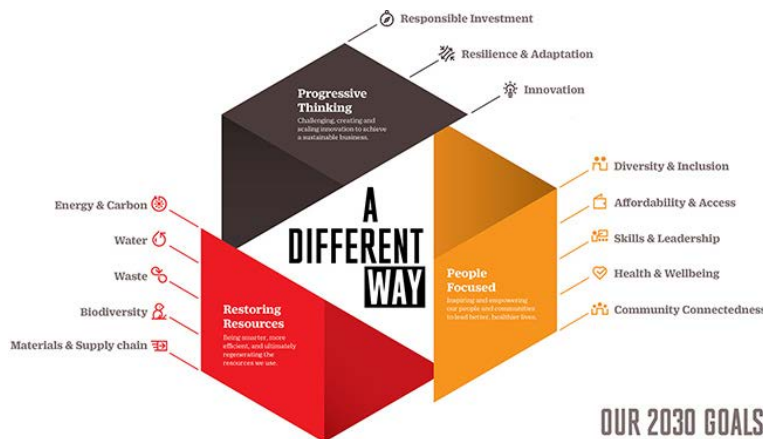 Responsible Investment
Resilience & Adaptation
Innovation
Progressive
Thinking
Challenging, creating and
scaling innovation to achieve
a sustainable business.
Diversity & Inclusion
Affordability & Access
Skills & Leadership
Health & Wellbeing
Community Connectedness
People
Focused
Inspiring and empowering
our people and communities
to lead better, healthier lives.
A
DIFFERENT
WAY
Energy & Carbon
Water
Waste
Biodiversity
Materials & Supply chain
Restoring
Resources
Being smarter, more
efficient, and ultimately
regenerating the
resources we use.
OUR 2030 GOALS